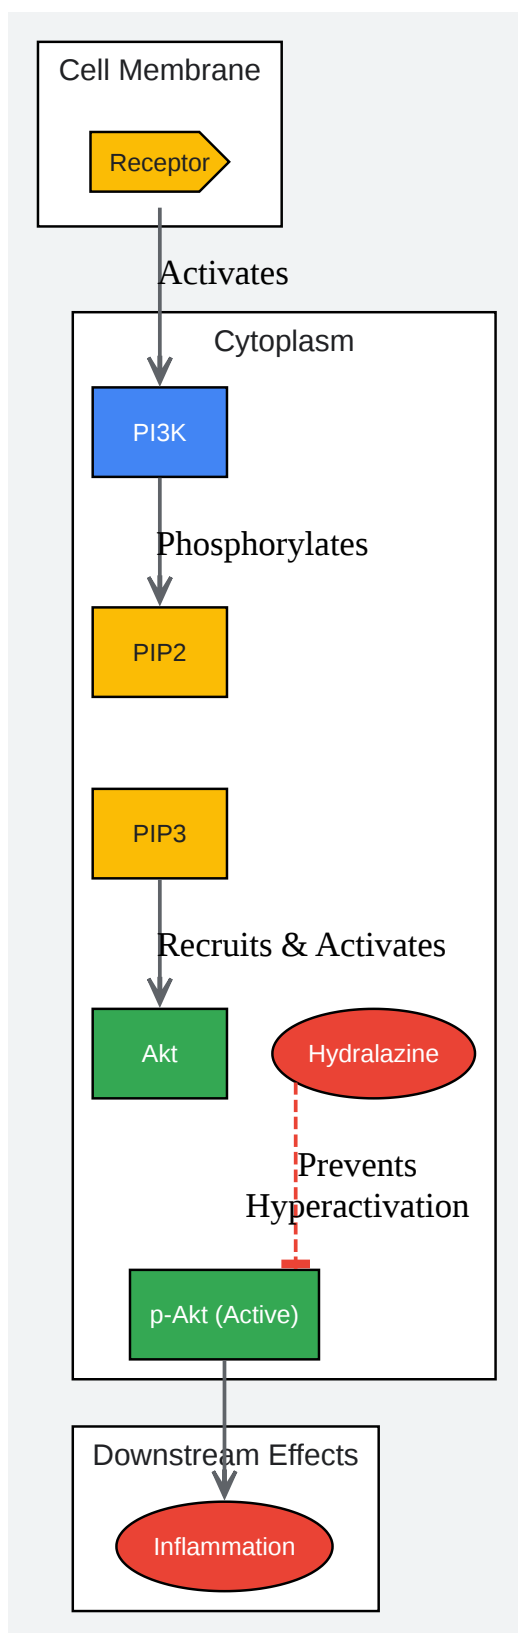 Cell Membrane
Receptor
Activates
Cytoplasm
PI3K
Phosphorylates
PIP2
PIP3
Recruits & Activates
Akt
Hydralazine
Prevents
Hyperactivation
p-Akt (Active)
Downstream Effects
Inflammation